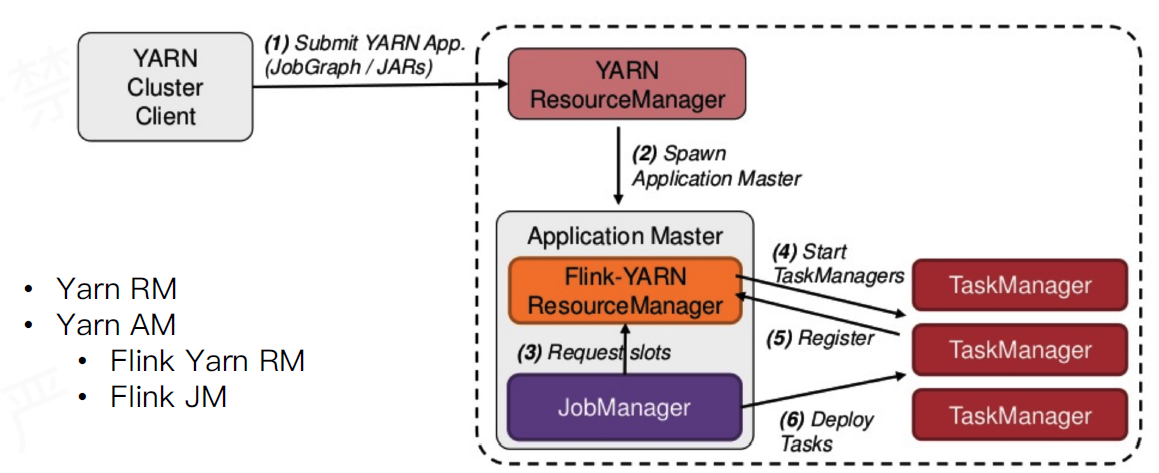 YARN
Cluster
Client
(1) Submit YARN App.
(JobGraph / JARs)
YARN
ResourceManager
(2) Spawn
Application Master
Application Master
Flink-YARN
ResourceManager
(3) Request slots
JobManager
(4) Start
TaskManagers
(5) Register
(6) Deploy
Tasks
TaskManager
TaskManager
TaskManager
• Yarn RM
• Yarn AM
• Flink Yarn RM
• Flink JM
禁
严